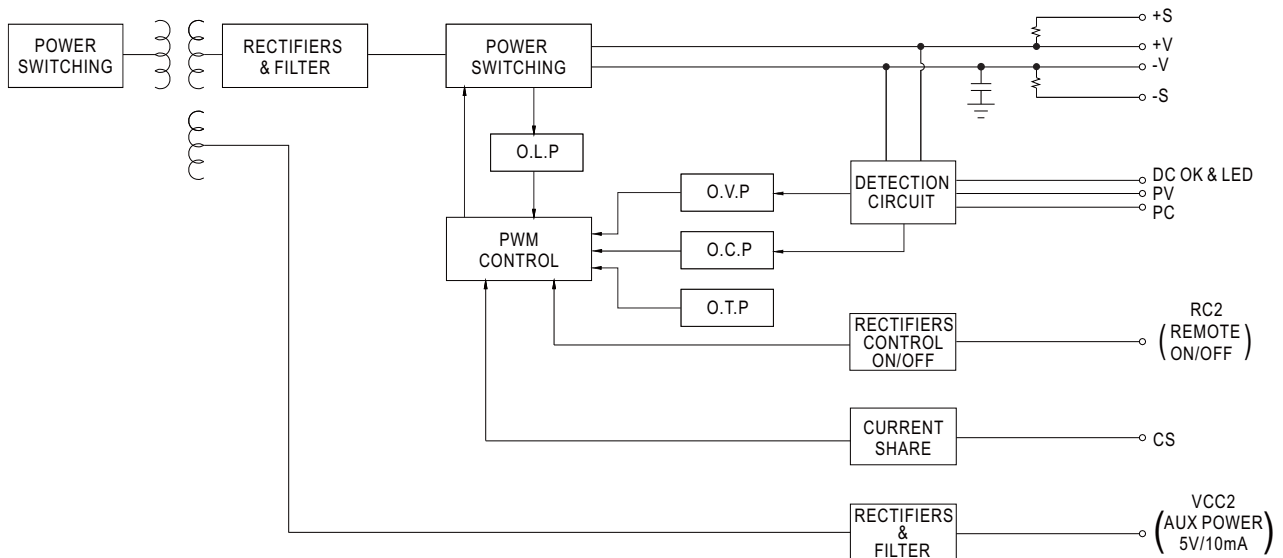 POWER
SWITCHING
RECTIFIERS
& FILTER
POWER
SWITCHING
+S
+V
-V
-S
O.L.P
O.V.P
DETECTION
CIRCUIT
DC OK & LED
PV
PC
PWM
CONTROL
O.C.P
O.T.P
RECTIFIERS
CONTROL
ON/OFF
RC2
(REMOTE
ON/OFF)
CURRENT
SHARE
CS
RECTIFIERS
&
FILTER
VCC2
(AUX POWER
5V/10mA)